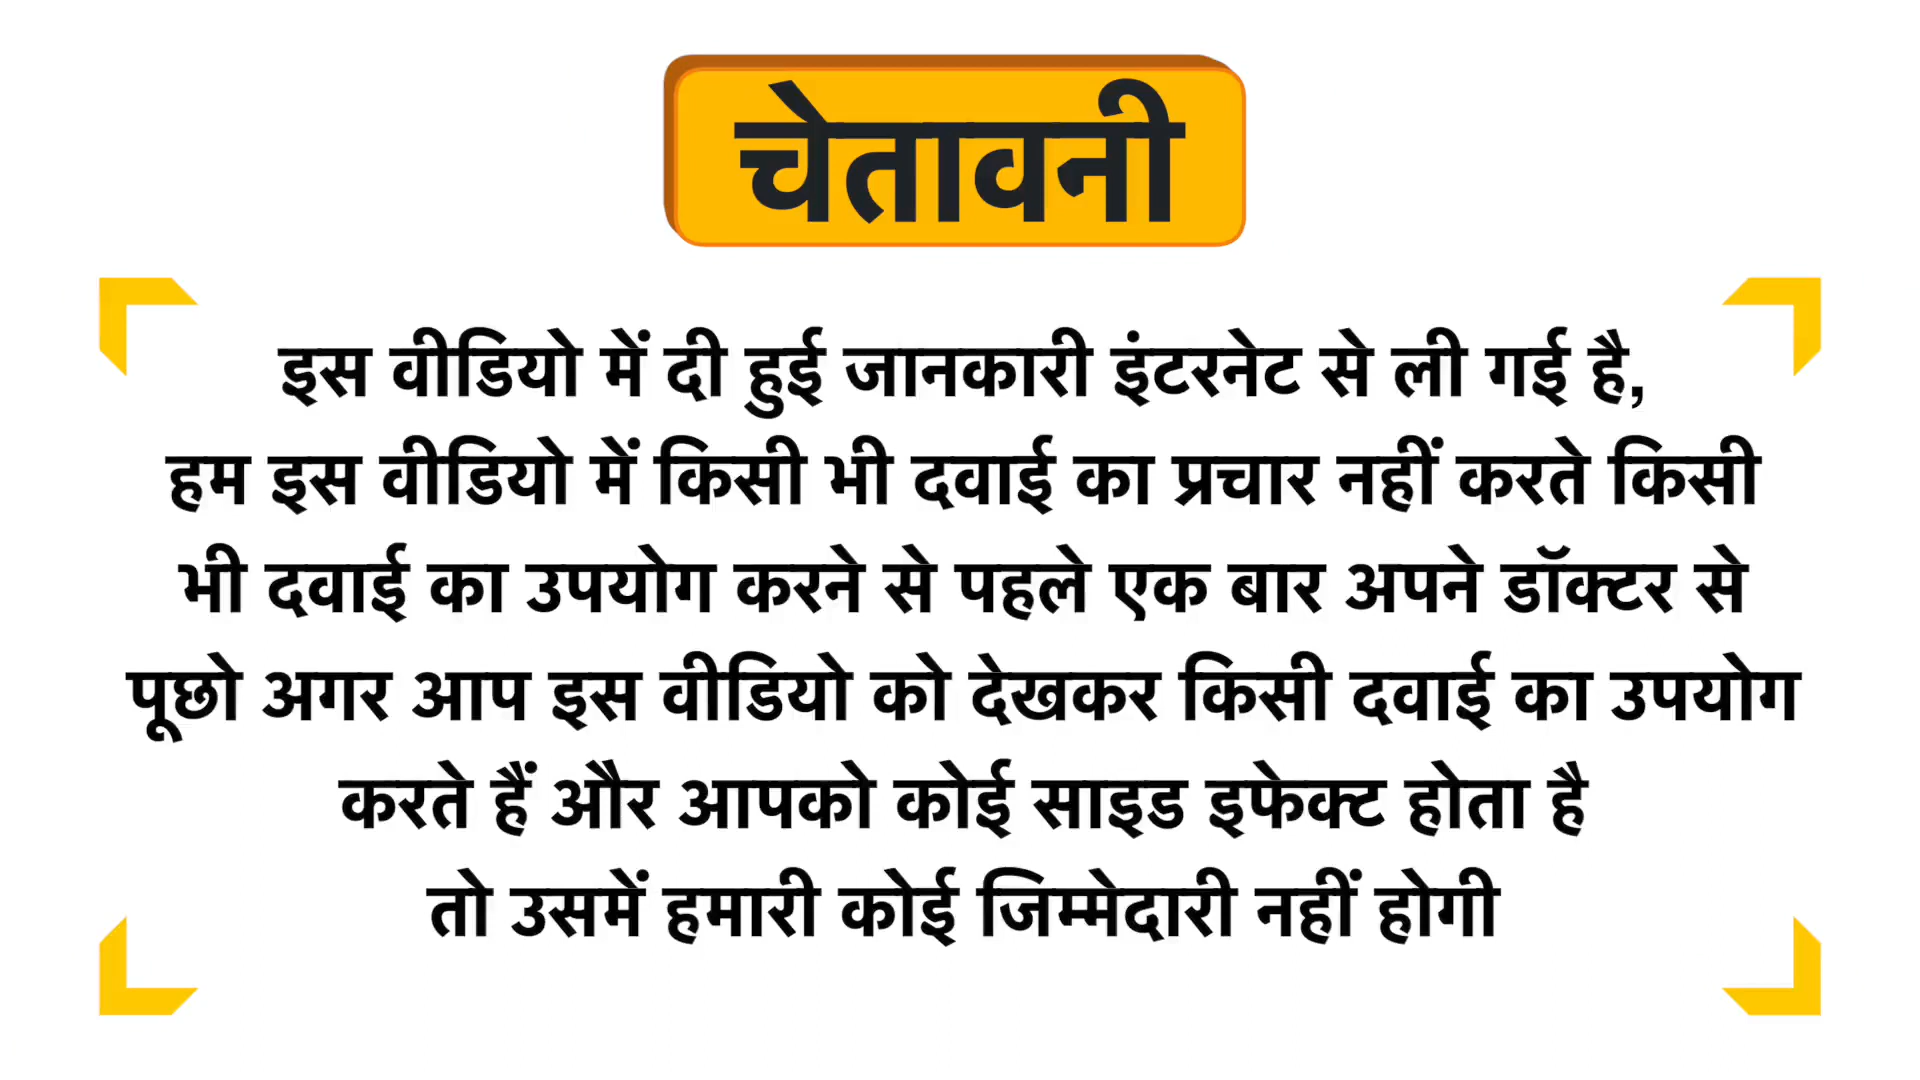 चेतावनी
इस वीडियो में दी हुई जानकारी इंटरनेट से ली गई है,
हम इस वीडियो में किसी भी दवाई का प्रचार नहीं करते किसी
भी दवाई का उपयोग करने से पहले एक बार अपने डॉक्टर से
पूछो अगर आप इस वीडियो को देखकर किसी दवाई का उपयोग
करते हैं और आपको कोई साइड इफेक्ट होता है
तो उसमें हमारी कोई जिम्मेदारी नहीं होगी